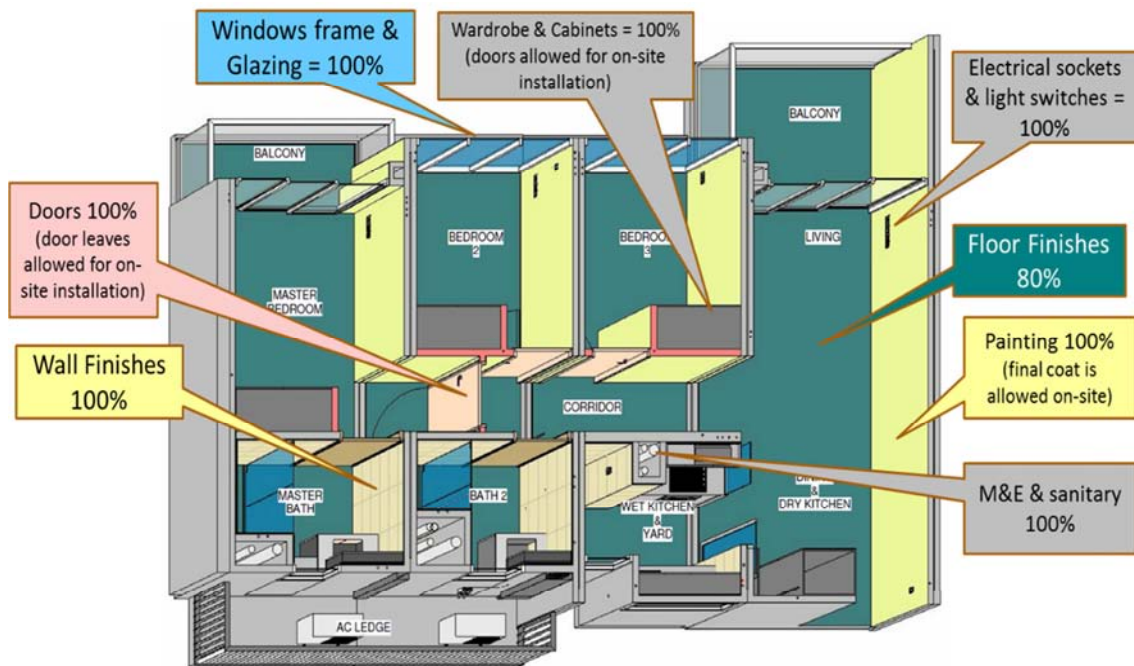 Windows frame &
Glazing = 100%
Wardrobe & Cabinets = 100%
(doors allowed for on-site
installation)
Electrical sockets
& light switches =
100%
BALCONY
BALCONY
Doors 100%
(door leaves
allowed for on-
site installation)
BEDROOM
2
BEDROOM
3
LIVING
Floor Finishes
80%
MASTER
BEDROOM
Painting 100%
(final coat is
allowed on-site)
Wall Finishes
100%
CORRIDOR
MASTER
BATH
BATH 2
WET KITCHEN
&
YARD
&
DRY KITCHEN
M&E & sanitary
100%
AC LEDGE